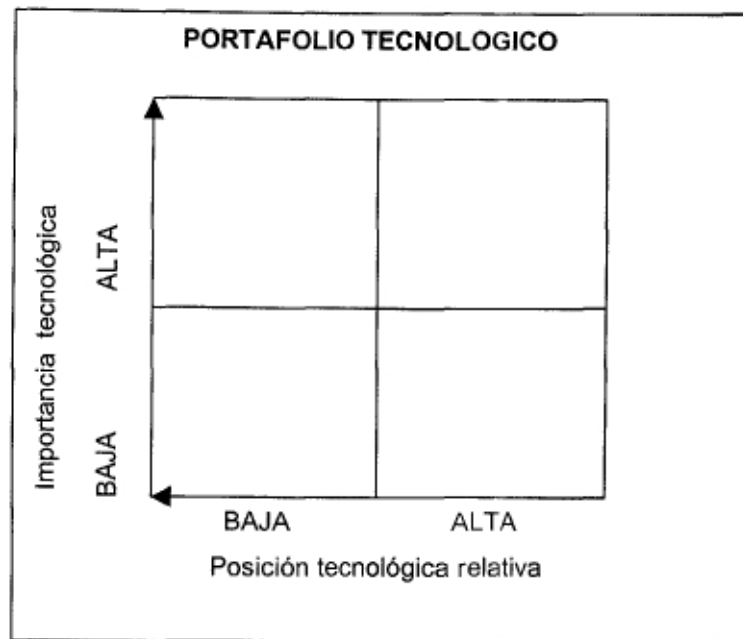 PORTAFOLIO TECNOLOGICO
Importancia tecnológica
ALTA
BAJA
BAJA
ALTA
Posición tecnológica relativa